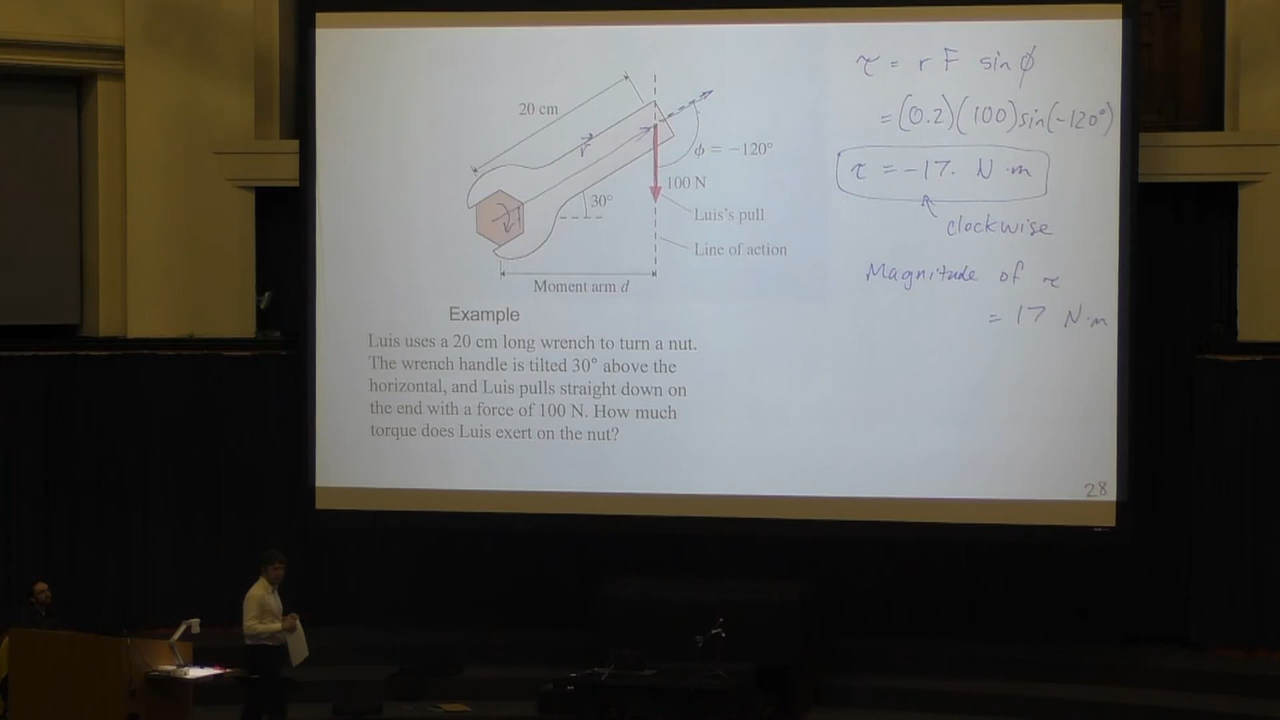 20 cm
r
ϕ = −120°
100 N
30°
Luis's pull
Line of action
Moment arm d
Example
Luis uses a 20 cm long wrench to turn a nut.
The wrench handle is tilted 30° above the
horizontal, and Luis pulls straight down on
the end with a force of 100 N. How much
torque does Luis exert on the nut?
τ = r F sin ϕ
= (0.2)(100) sin(-120°)
τ = -17. N·m
clockwise
Magnitude of τ
= 17 N·m
28